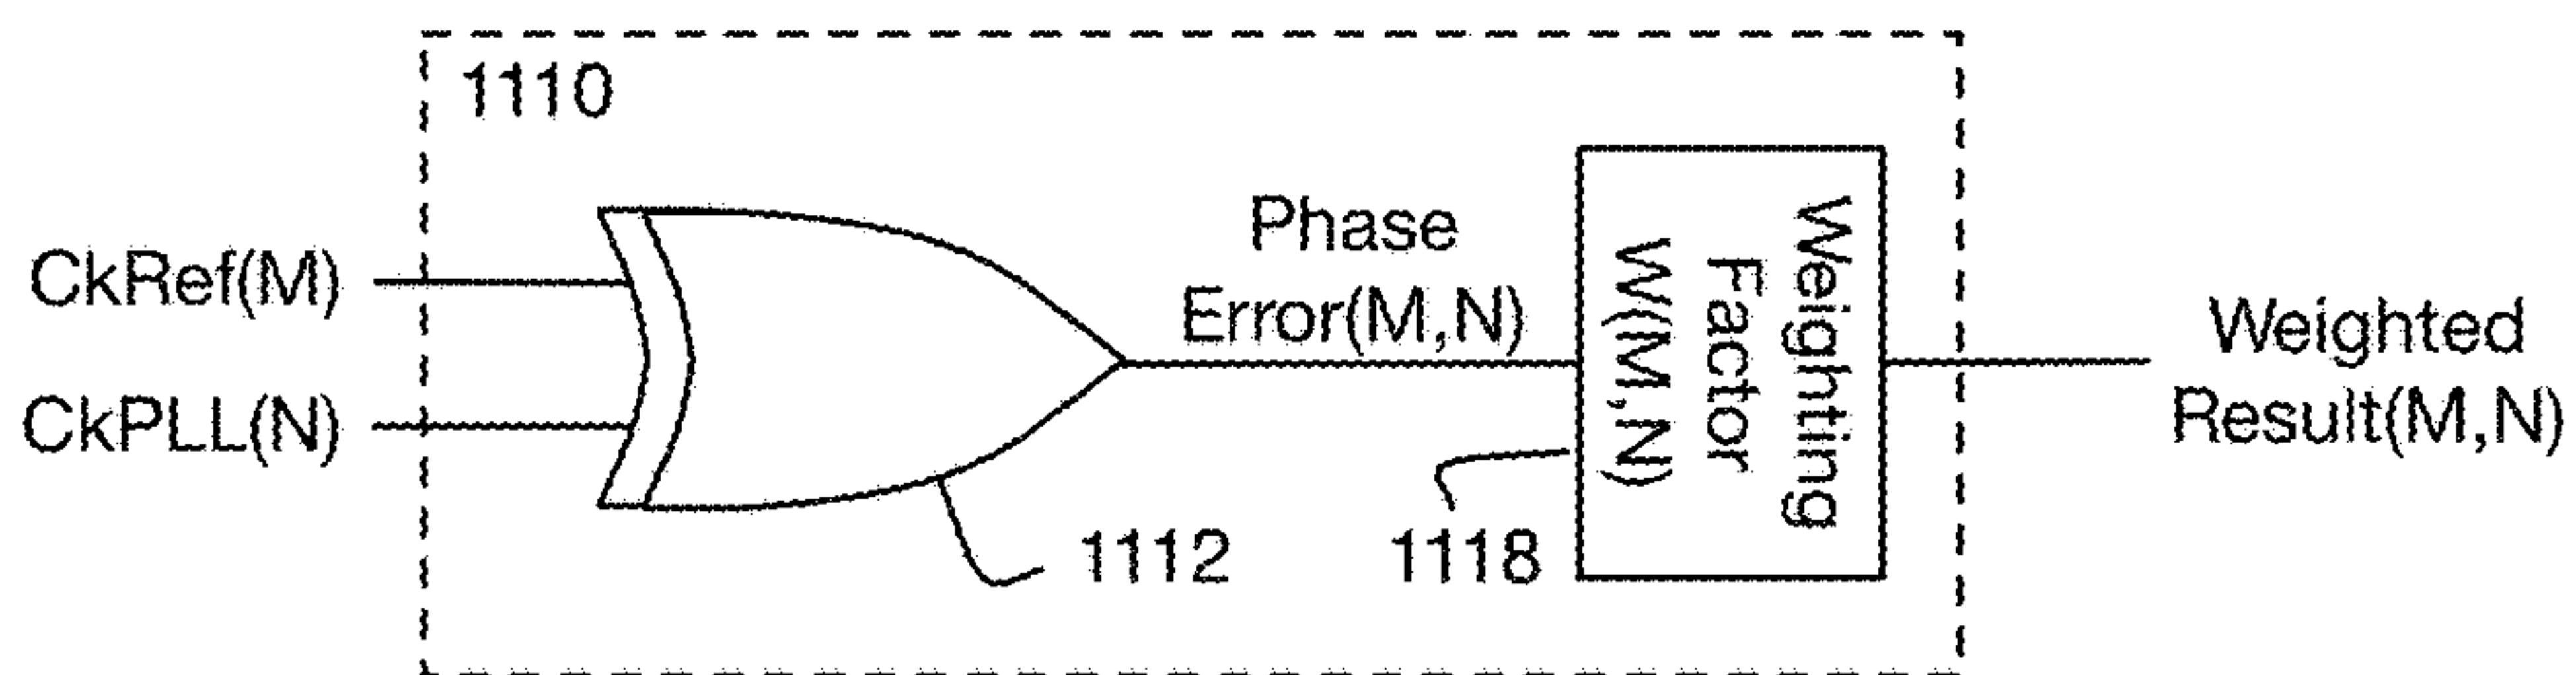 1110
CkRef(M)
CkPLL(N)
Phase
Error(M,N)
1112
1118
Weighting
Factor
W(M,N)
Weighted
Result(M,N)